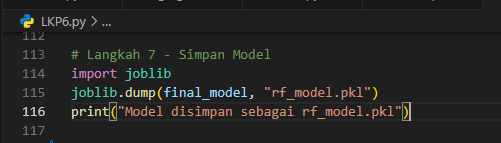 LKP6.py > ...
112
113 # Langkah 7 - Simpan Model
114 import joblib
115 joblib.dump(final_model, "rf_model.pkl")
116 print("Model disimpan sebagai rf_model.pkl")
117